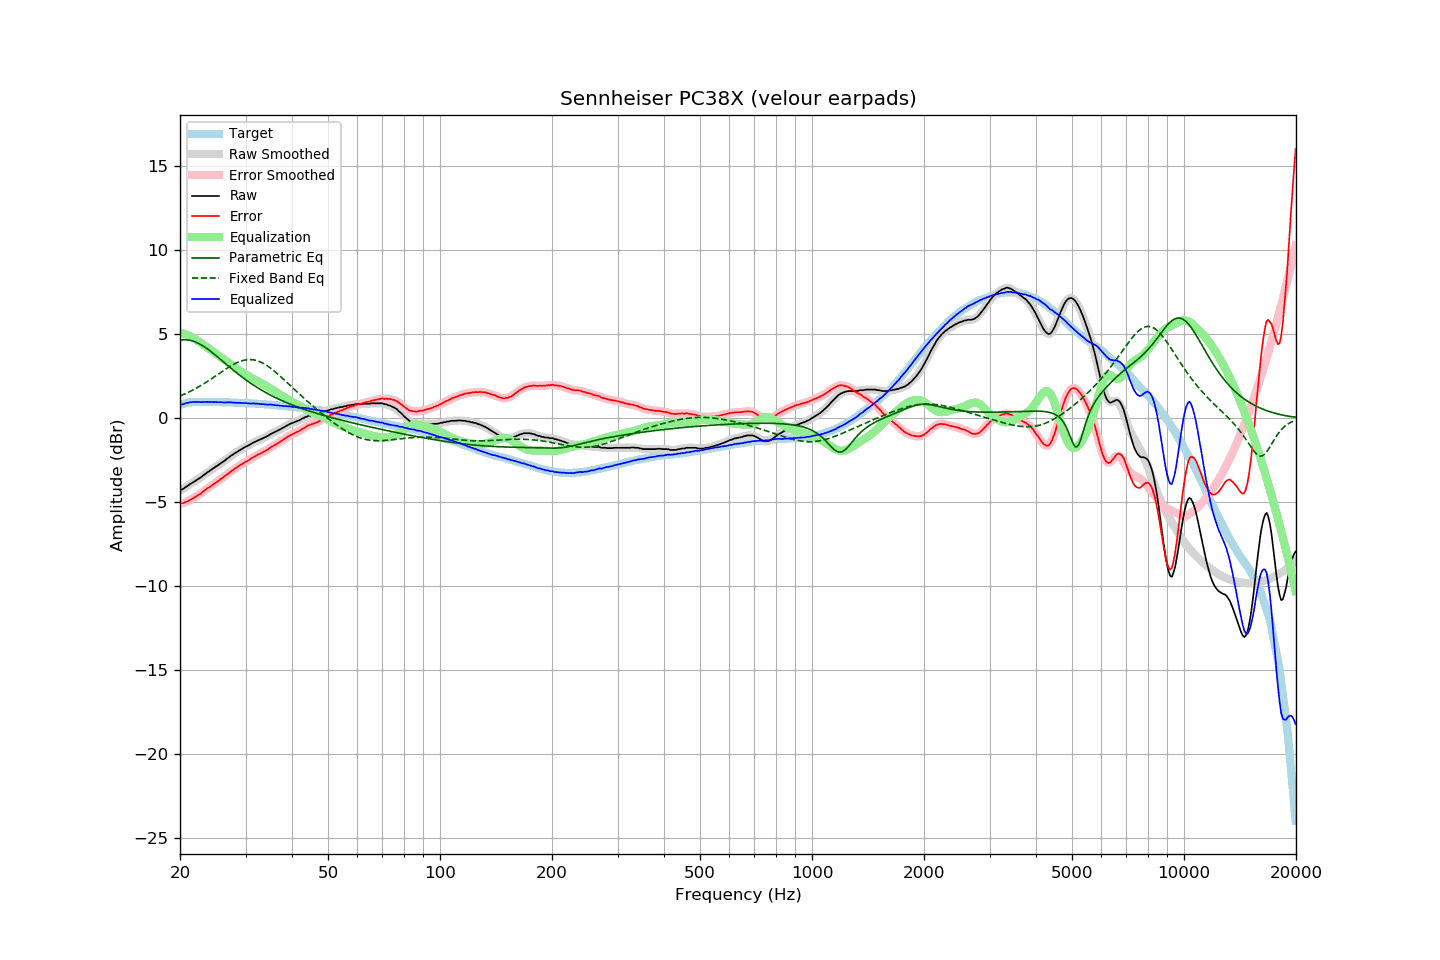 Sennheiser PC38X (velour earpads)
Target
Raw Smoothed
Error Smoothed
Raw
Error
Equalization
Parametric Eq
Fixed Band Eq
Equalized
15
10
5
0
−5
−10
−15
−20
−25
Amplitude (dBr)
20 50 100 200 500 1000 2000 5000 10000 20000
Frequency (Hz)